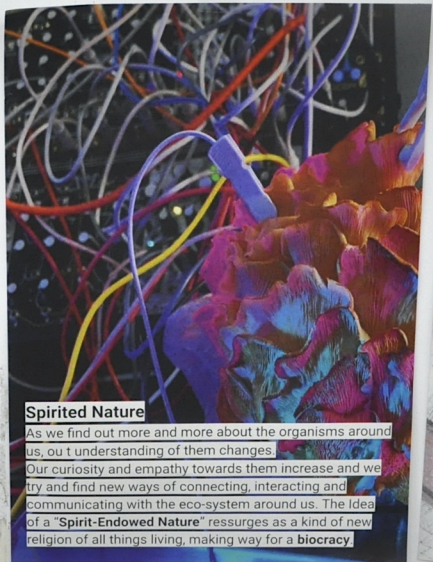 Spirited Nature
As we find out more and more about the organisms around
us, ou t understanding of them changes.
Our curiosity and empathy towards them increase and we
try and find new ways of connecting, interacting and
communicating with the eco-system around us. The Idea
of a "Spirit-Endowed Nature" ressurges as a kind of new
religion of all things living, making way for a biocracy.